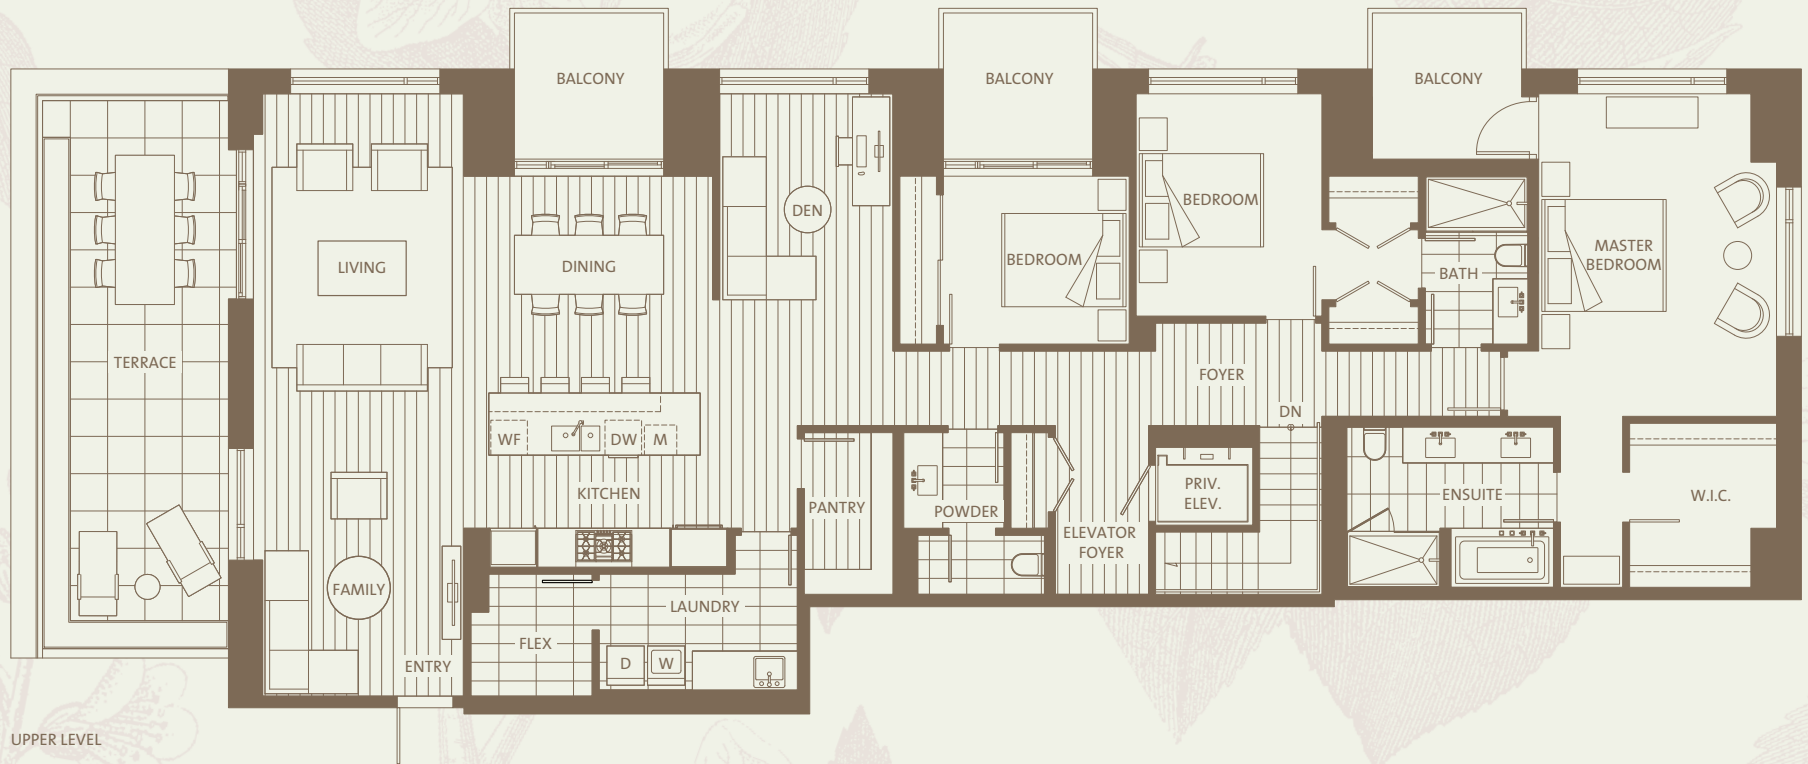 BALCONY
BALCONY
BALCONY
LIVING
DINING
DEN
BEDROOM
BEDROOM
BATH
MASTER
BEDROOM
TERRACE
FOYER
DN
WF
DW
M
KITCHEN
PANTRY
POWDER
ELEVATOR
FOYER
PRIV.
ELEV.
ENSUITE
W.I.C.
FAMILY
LAUNDRY
FLEX
D
W
ENTRY
UPPER LEVEL